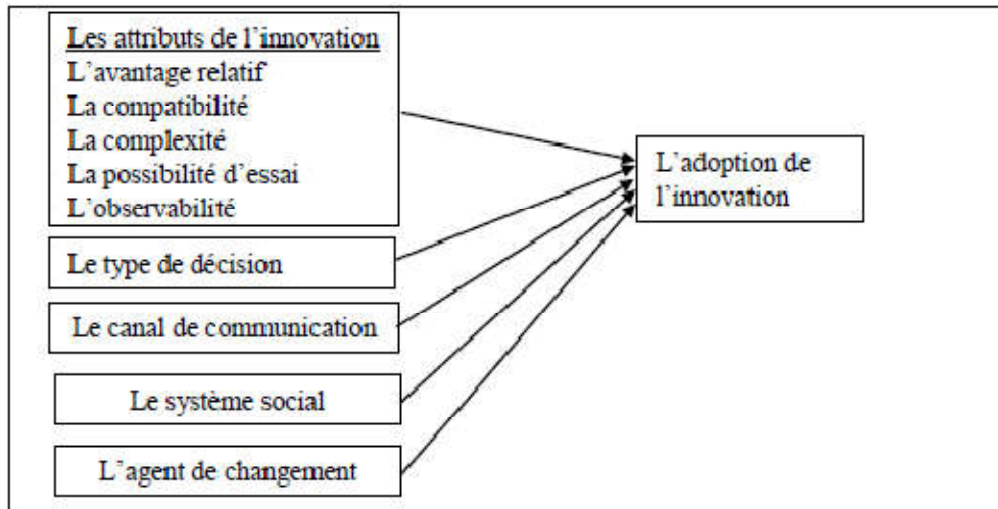 Les attributs de l'innovation
L'avantage relatif
La compatibilité
La complexité
La possibilité d'essai
L'observabilité
L'adoption de
l'innovation
Le type de décision
Le canal de communication
Le système social
L'agent de changement